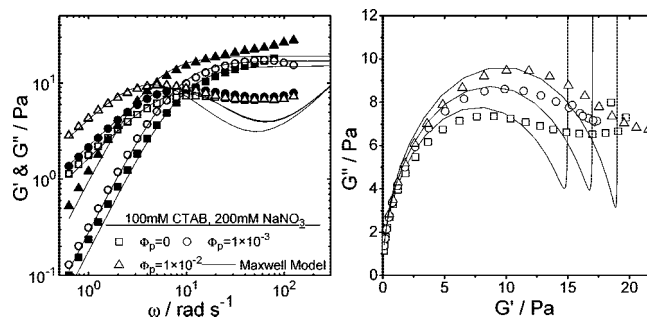 G' & G'' / Pa
10¹
10⁰
10⁻¹
100mM CTAB, 200mM NaNO₃
Φp=0 Φp=1×10⁻³
Φp=1×10⁻² Maxwell Model
10⁰ 10¹ 10²
ω / rad s⁻¹
G'' / Pa
12
10
8
6
4
2
0
0 5 10 15 20
G' / Pa